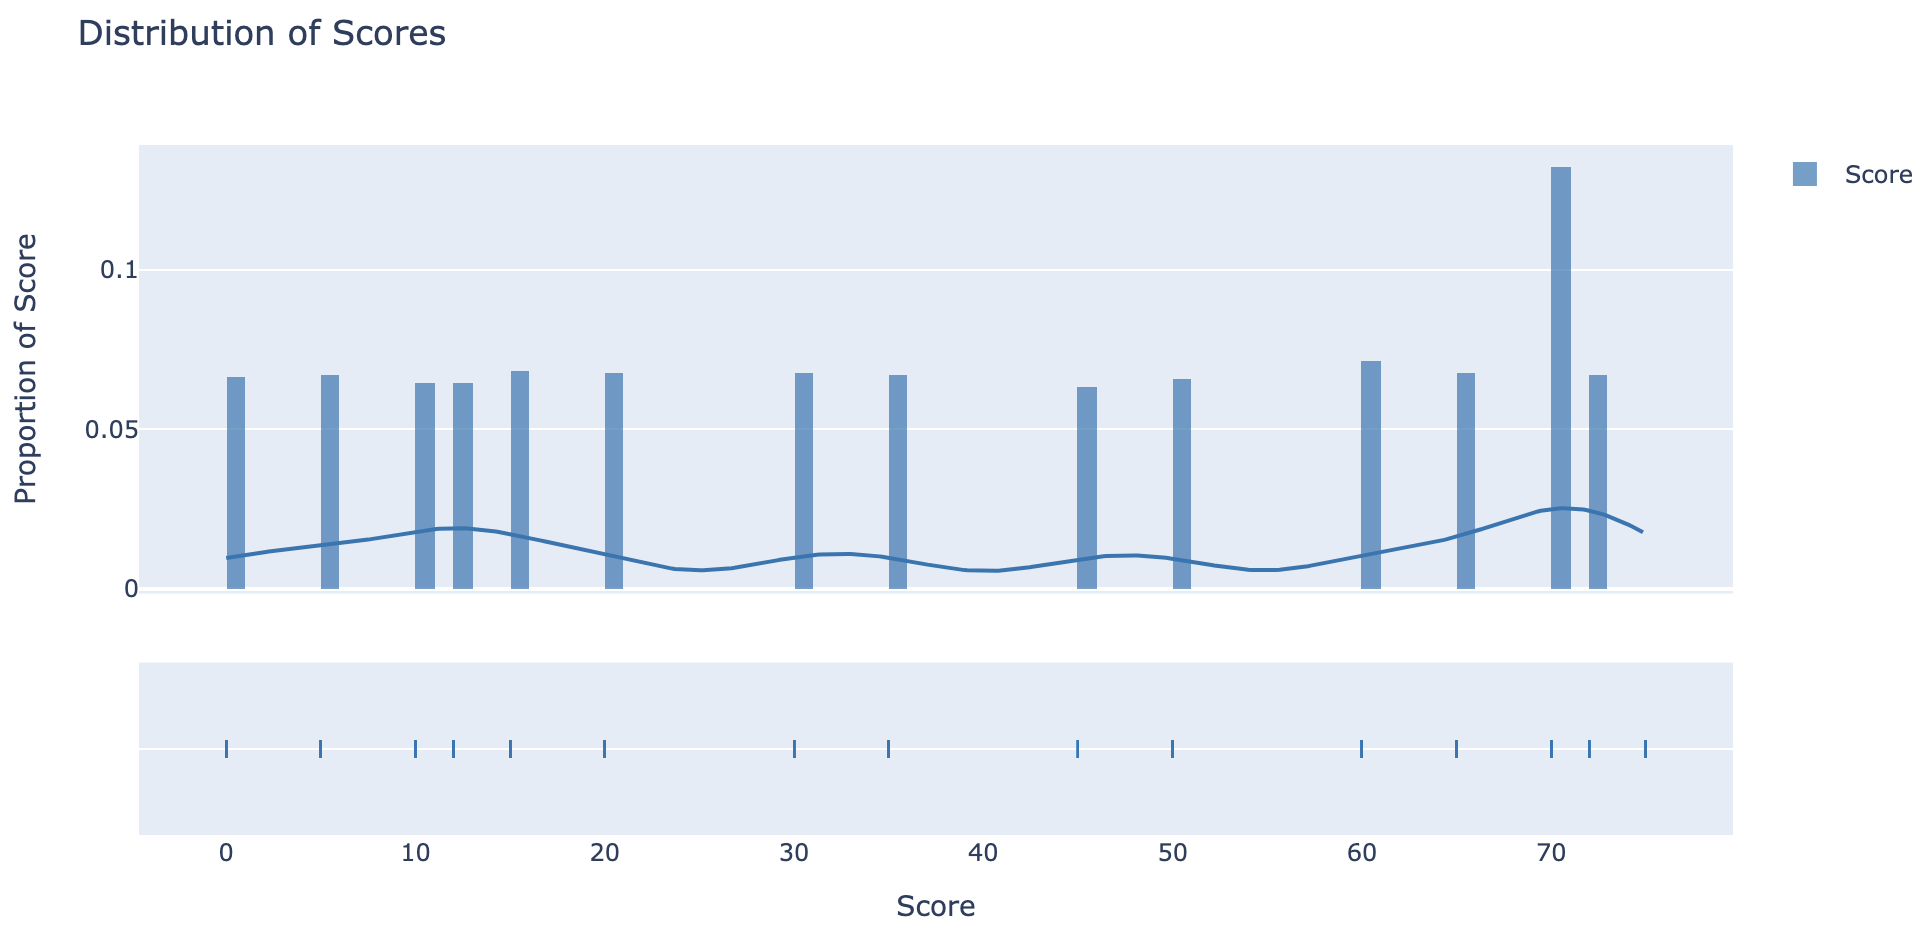 Distribution of Scores
Score
Proportion of Score
0.1
0.05
0
0 10 20 30 40 50 60 70
Score